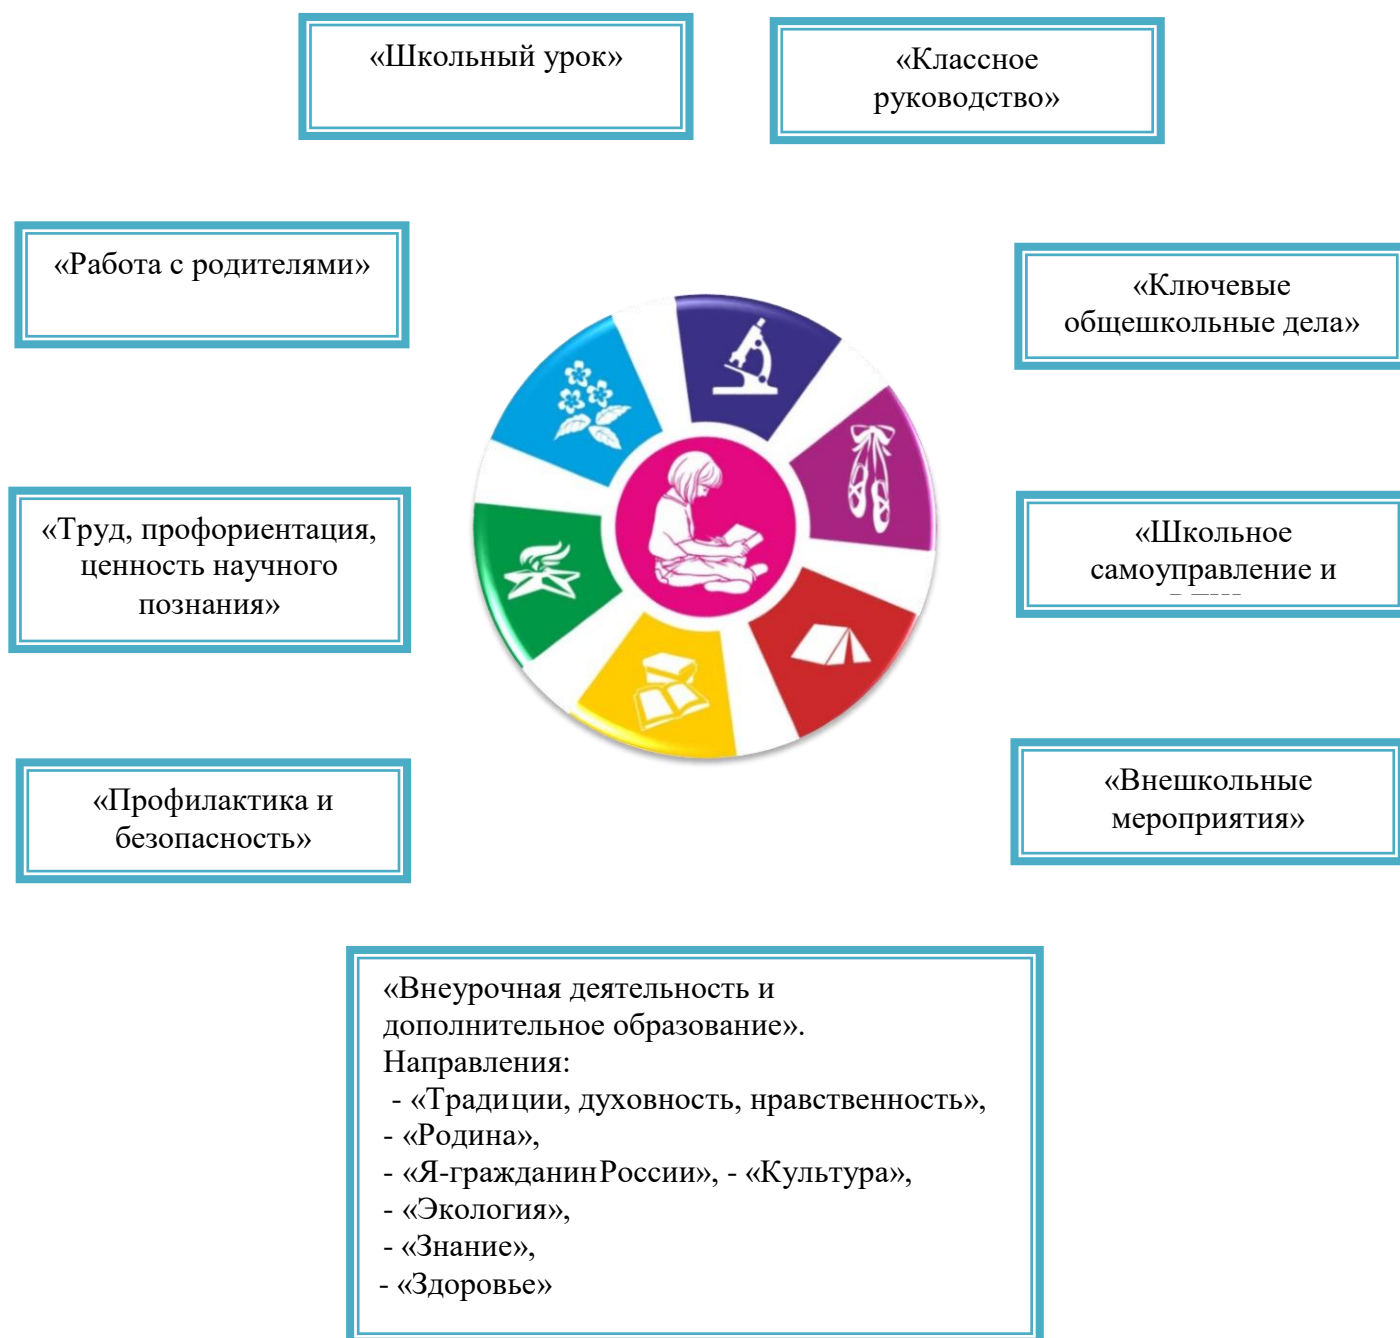 «Школьный урок»
«Классное
руководство»
«Работа с родителями»
«Ключевые
общешкольные дела»
«Труд, профориентация,
ценность научного
познания»
«Школьное
самоуправление и
«Профилактика и
безопасность»
«Внешкольные
мероприятия»
«Внеурочная деятельность и
дополнительное образование».
Направления:
- «Традиции, духовность, нравственность»,
- «Родина»,
- «Я-гражданин России», - «Культура»,
- «Экология»,
- «Знание»,
- «Здоровье»